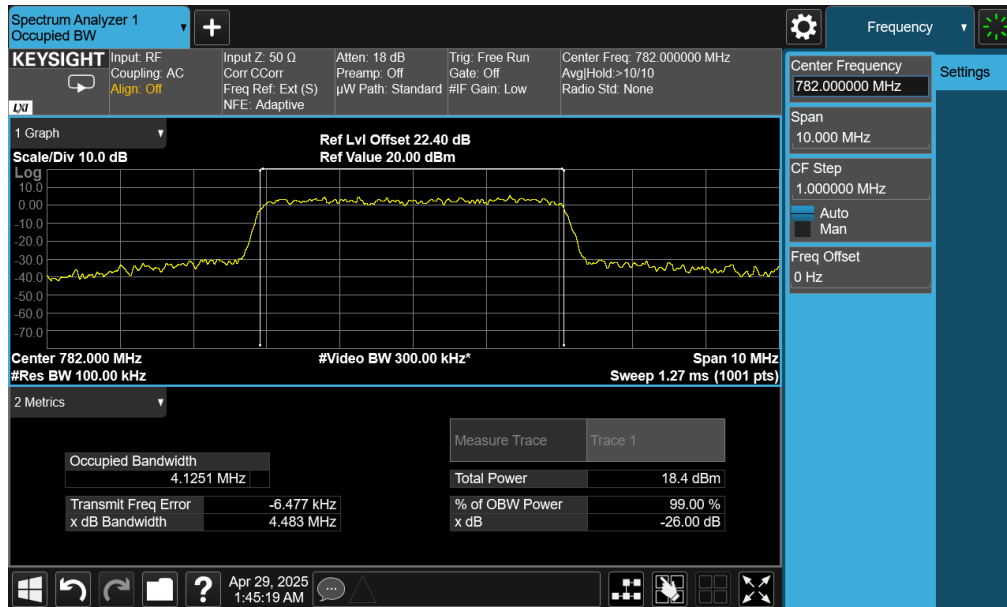 Spectrum Analyzer 1
Occupied BW
+
Frequency
KEYSIGHT
LXI
Input: RF
Coupling: AC
Align: Off
Input Z: 50 Ω
Corr CCorr
Freq Ref: Ext (S)
NFE: Adaptive
Atten: 18 dB
Preamp: Off
µW Path: Standard
Trig: Free Run
Gate: Off
#IF Gain: Low
Center Freq: 782.000000 MHz
Avg|Hold:>10/10
Radio Std: None
Center Frequency
782.000000 MHz
Settings
Span
10.000 MHz
CF Step
1.000000 MHz
Auto
Man
Freq Offset
0 Hz
1 Graph
Ref Lvl Offset 22.40 dB
Scale/Div 10.0 dB
Ref Value 20.00 dBm
Log
10.0
0.00
-10.0
-20.0
-30.0
-40.0
-50.0
-60.0
-70.0
Center 782.000 MHz
#Video BW 300.00 kHz*
Span 10 MHz
#Res BW 100.00 kHz
Sweep 1.27 ms (1001 pts)
2 Metrics
Measure Trace
Trace 1
Occupied Bandwidth
4.1251 MHz
Total Power
18.4 dBm
Transmit Freq Error
-6.477 kHz
% of OBW Power
99.00 %
x dB Bandwidth
4.483 MHz
x dB
-26.00 dB
?
Apr 29, 2025
1:45:19 AM